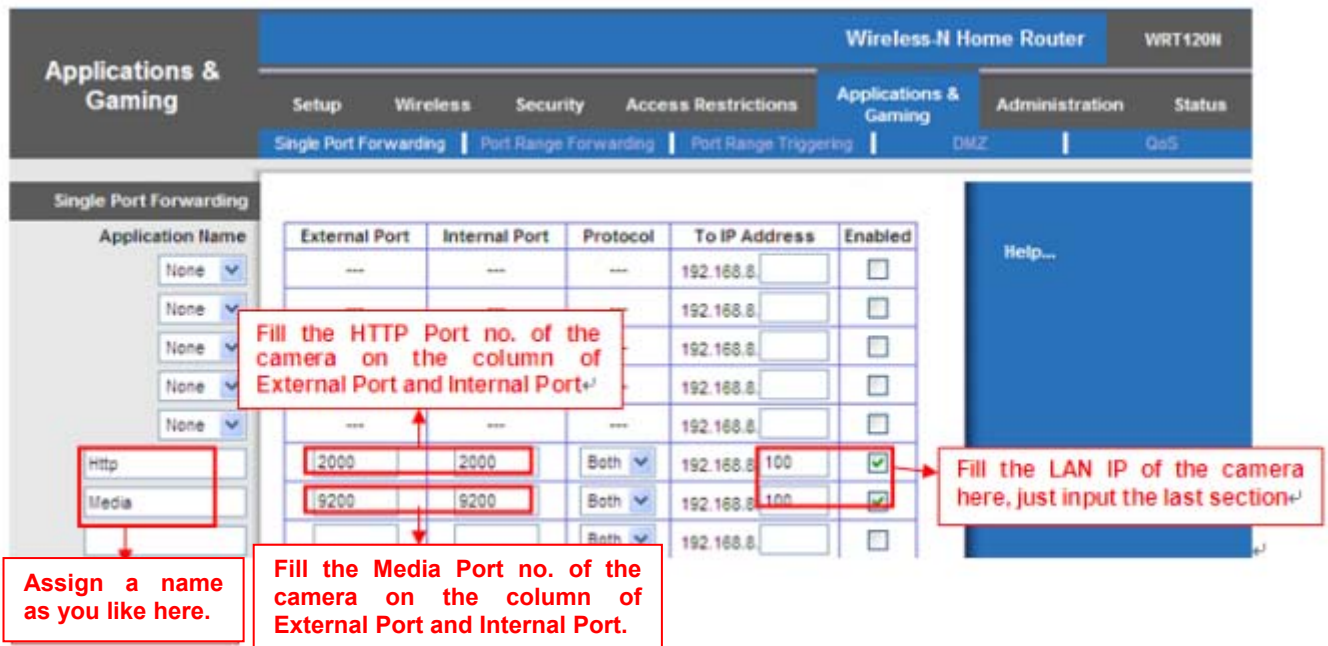 Wireless-N Home Router WRT120N
Applications &
Gaming
Setup Wireless Security Access Restrictions Applications & Gaming Administration Status
Single Port Forwarding Port Range Forwarding Port Range Triggering DMZ QoS
Single Port Forwarding
Application Name External Port Internal Port Protocol To IP Address Enabled
Help...
None --- --- --- 192.168.8.
None --- --- --- 192.168.8.
None 192.168.8.
None 192.168.8.
Fill the HTTP Port no. of the
camera on the column of
External Port and Internal Port↵
None --- --- --- 192.168.8.
Http 2000 2000 Both 192.168.8. 100
Media 9200 9200 Both 192.168.8. 100
Both 192.168.8.
Fill the LAN IP of the camera
here, just input the last section↵
Assign a name
as you like here.
Fill the Media Port no. of the
camera on the column of
External Port and Internal Port.